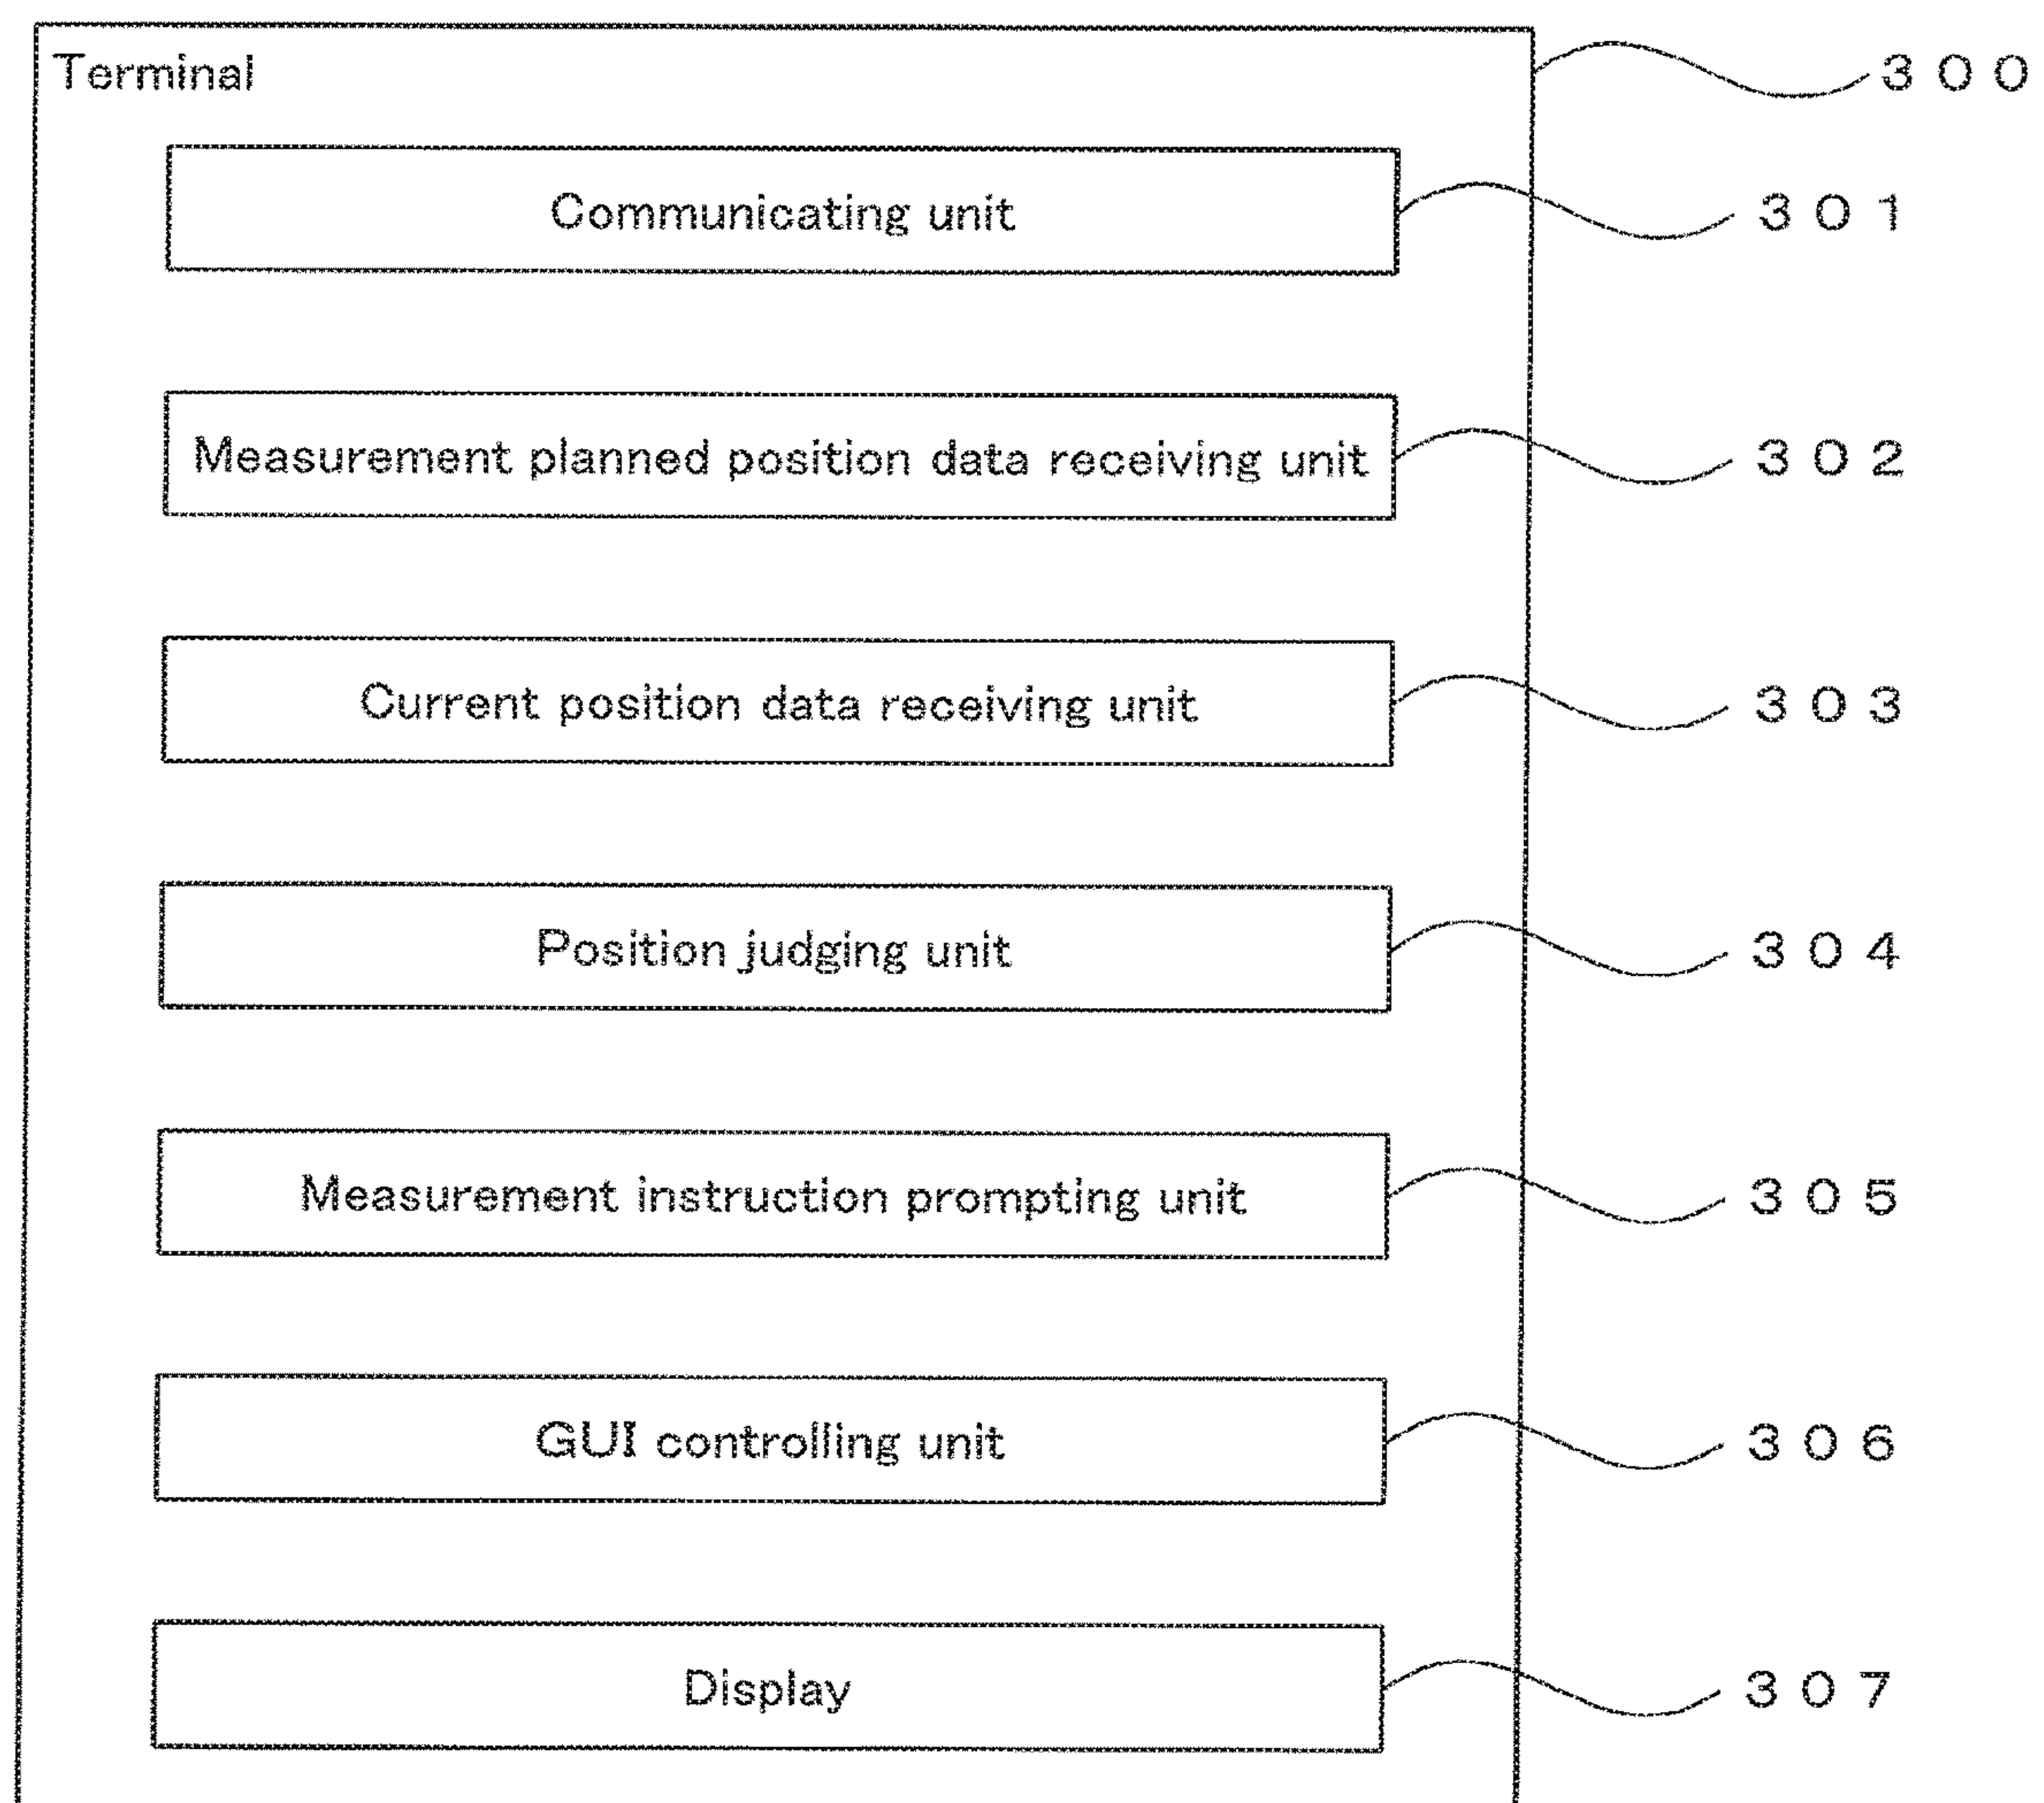 Terminal
300
Communicating unit
301
Measurement planned position data receiving unit
302
Current position data receiving unit
303
Position judging unit
304
Measurement instruction prompting unit
305
GUI controlling unit
306
Display
307